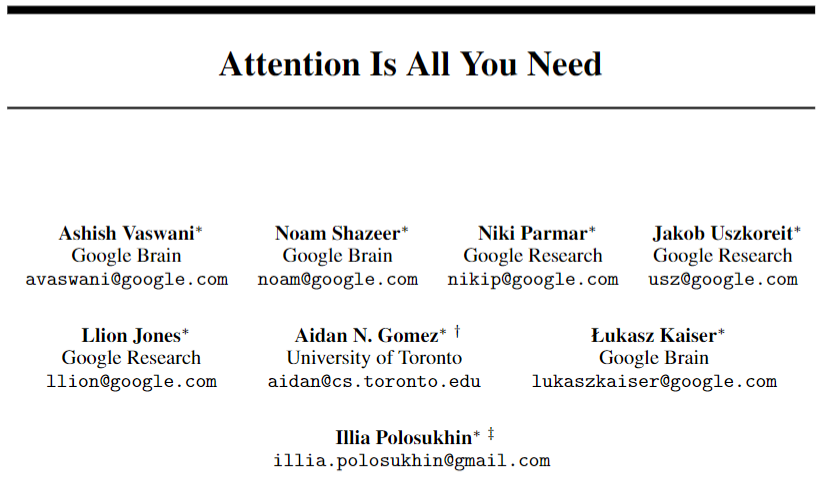 Attention Is All You Need
Ashish Vaswani* Noam Shazeer* Niki Parmar* Jakob Uszkoreit*
Google Brain Google Brain Google Research Google Research
avaswani@google.com noam@google.com nikip@google.com usz@google.com
Llion Jones* Aidan N. Gomez* † Łukasz Kaiser*
Google Research University of Toronto Google Brain
llion@google.com aidan@cs.toronto.edu lukaszkaiser@google.com
Illia Polosukhin* ‡
illia.polosukhin@gmail.com